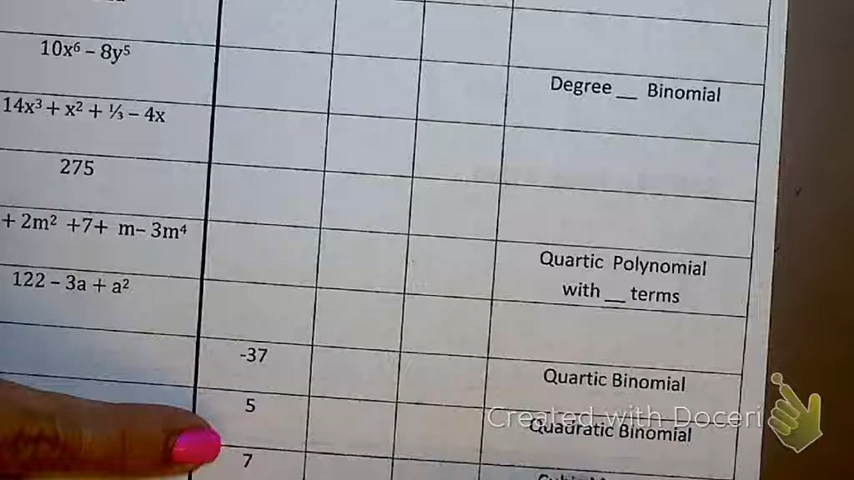 10x⁶ – 8y⁵
Degree __ Binomial
14x³ + x² + ⅓ – 4x
275
+ 2m² +7+ m– 3m⁴
Quartic Polynomial
with __ terms
122 – 3a + a²
-37
Quartic Binomial
5
Quadratic Binomial
7
Created with Doceri